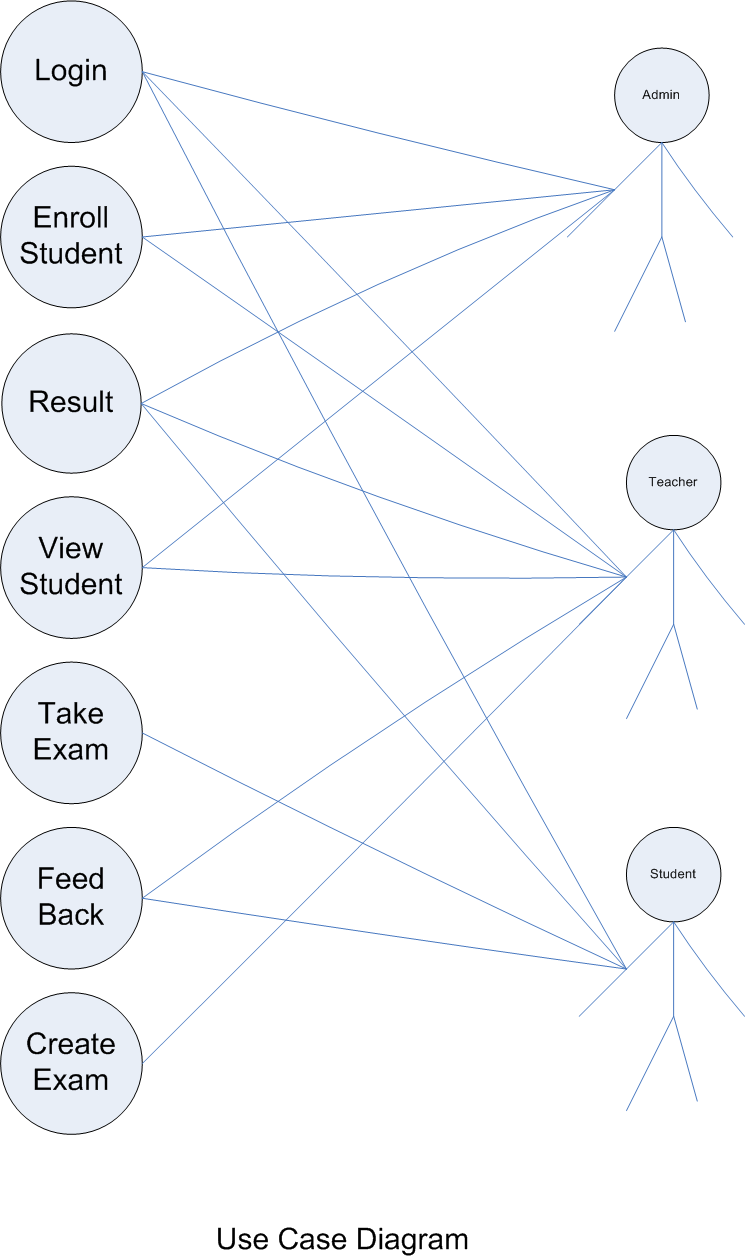 Login
Admin
Enroll
Student
Result
Teacher
View
Student
Take
Exam
Feed
Back
Student
Create
Exam
Use Case Diagram